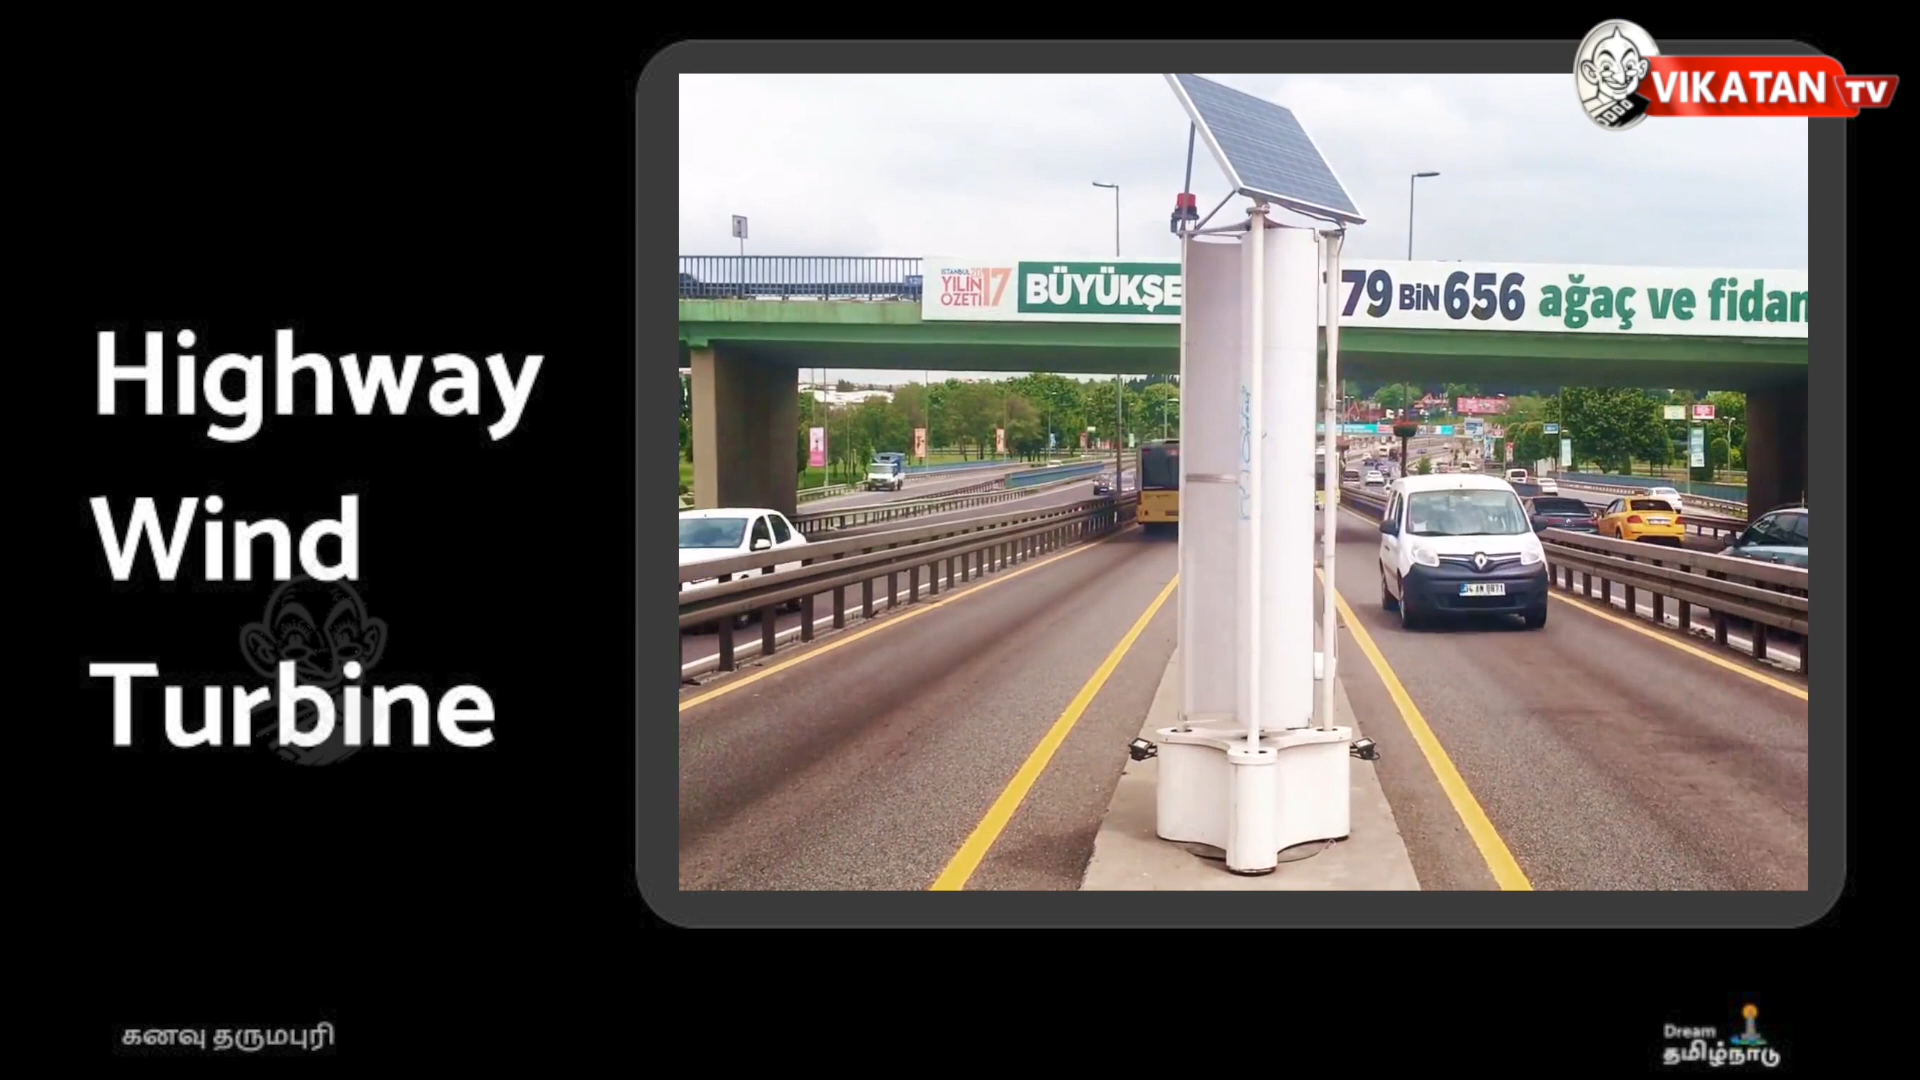 VIKATAN TV
Highway
Wind
Turbine
İSTANBUL 2017
YILIN
ÖZETİ
BÜYÜKŞE
79 BİN 656 ağaç ve fidan
கனவு தருமபுரி
Dream
தமிழ்நாடு